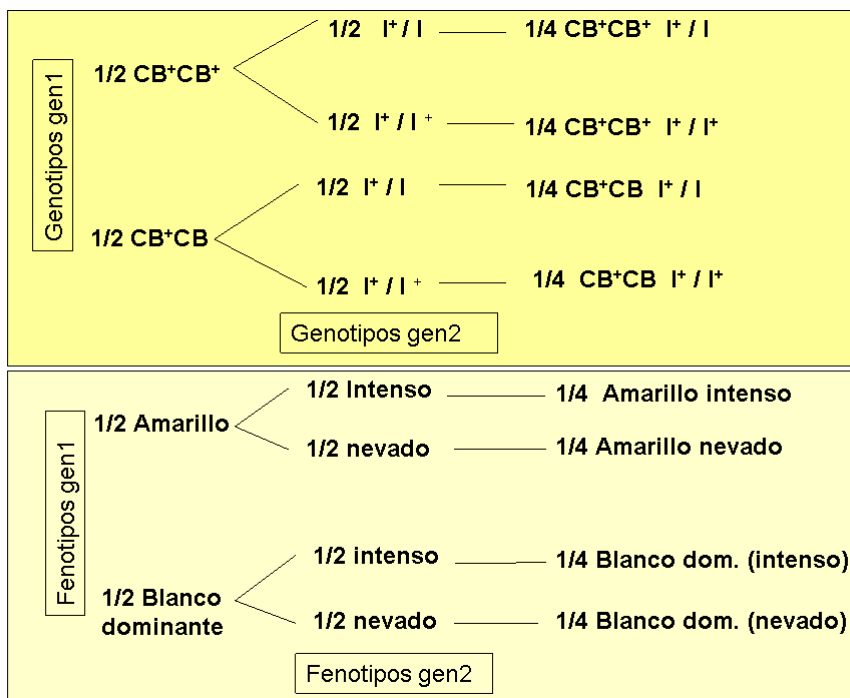 Genotipos gen1
1/2 CB⁺CB⁺
1/2 I⁺ / I
1/4 CB⁺CB⁺ I⁺ / I
1/2 I⁺ / I ⁺
1/4 CB⁺CB⁺ I⁺ / I⁺
1/2 CB⁺CB
1/2 I⁺ / I
1/4 CB⁺CB I⁺ / I
1/2 I⁺ / I ⁺
1/4 CB⁺CB I⁺ / I⁺
Genotipos gen2
Fenotipos gen1
1/2 Amarillo
1/2 Intenso
1/4 Amarillo intenso
1/2 nevado
1/4 Amarillo nevado
1/2 Blanco
dominante
1/2 intenso
1/4 Blanco dom. (intenso)
1/2 nevado
1/4 Blanco dom. (nevado)
Fenotipos gen2